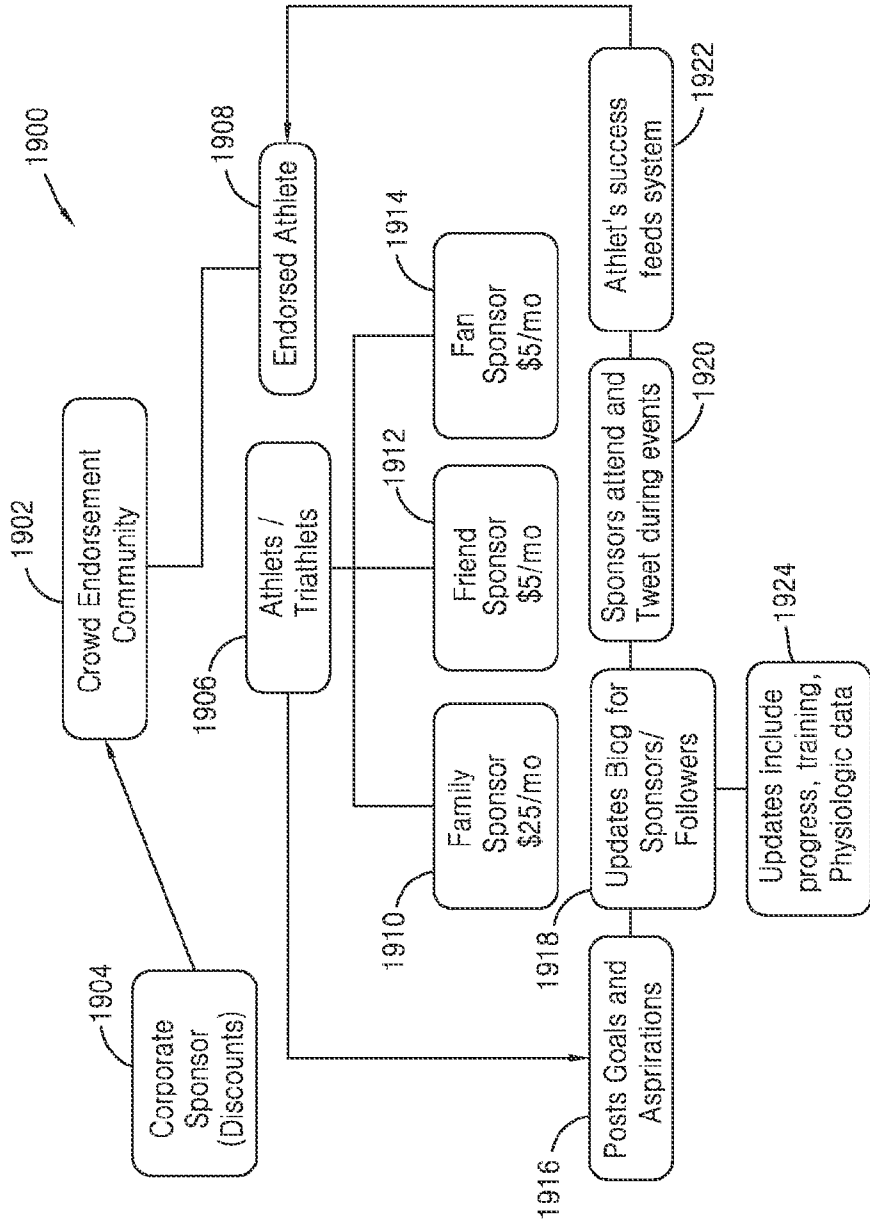 1900
1902
Crowd Endorsement
Community
1904
Corporate
Sponsor
(Discounts)
1906
Athlets /
Triathlets
1908
Endorsed Athlete
1910
Family
Sponsor
$25/mo
1912
Friend
Sponsor
$5/mo
1914
Fan
Sponsor
$5/mo
1916
Posts Goals and
Asprirations
1918
Updates Blog for
Sponsors/
Followers
1920
Sponsors attend and
Tweet during events
1922
Athlet's success
feeds system
1924
Updates include
progress, training,
Physiologic data